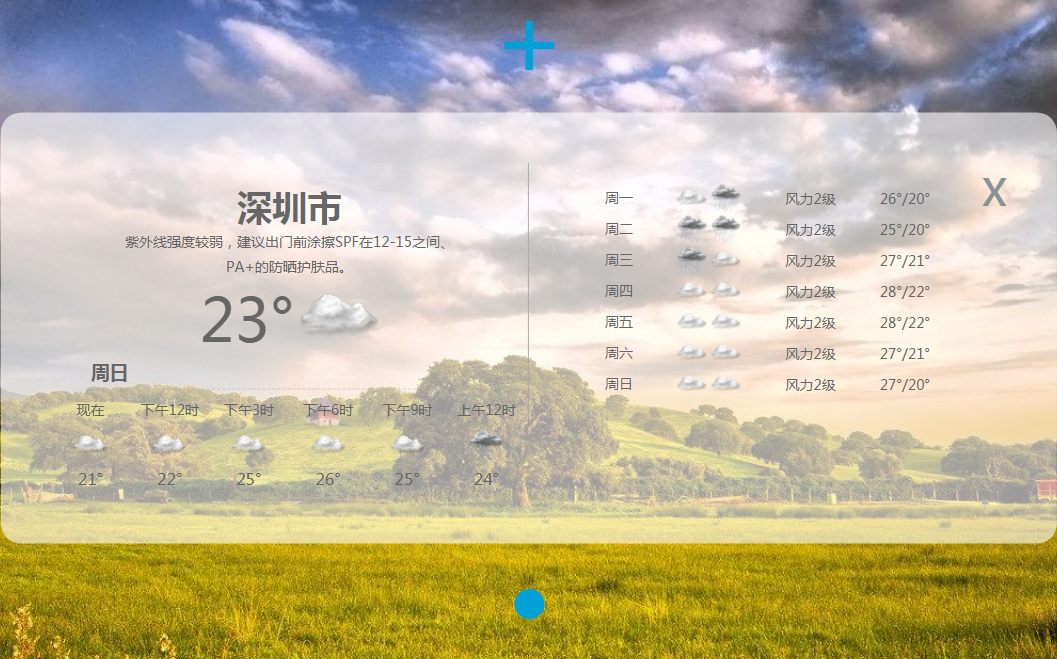 深圳市
紫外线强度较弱，建议出门前涂擦SPF在12-15之间、
PA+的防晒护肤品。
23°
周日
现在 下午12时 下午3时 下午6时 下午9时 上午12时
21° 22° 25° 26° 25° 24°
周一 风力2级 26°/20°
周二 风力2级 25°/20°
周三 风力2级 27°/21°
周四 风力2级 28°/22°
周五 风力2级 28°/22°
周六 风力2级 27°/21°
周日 风力2级 27°/20°
X